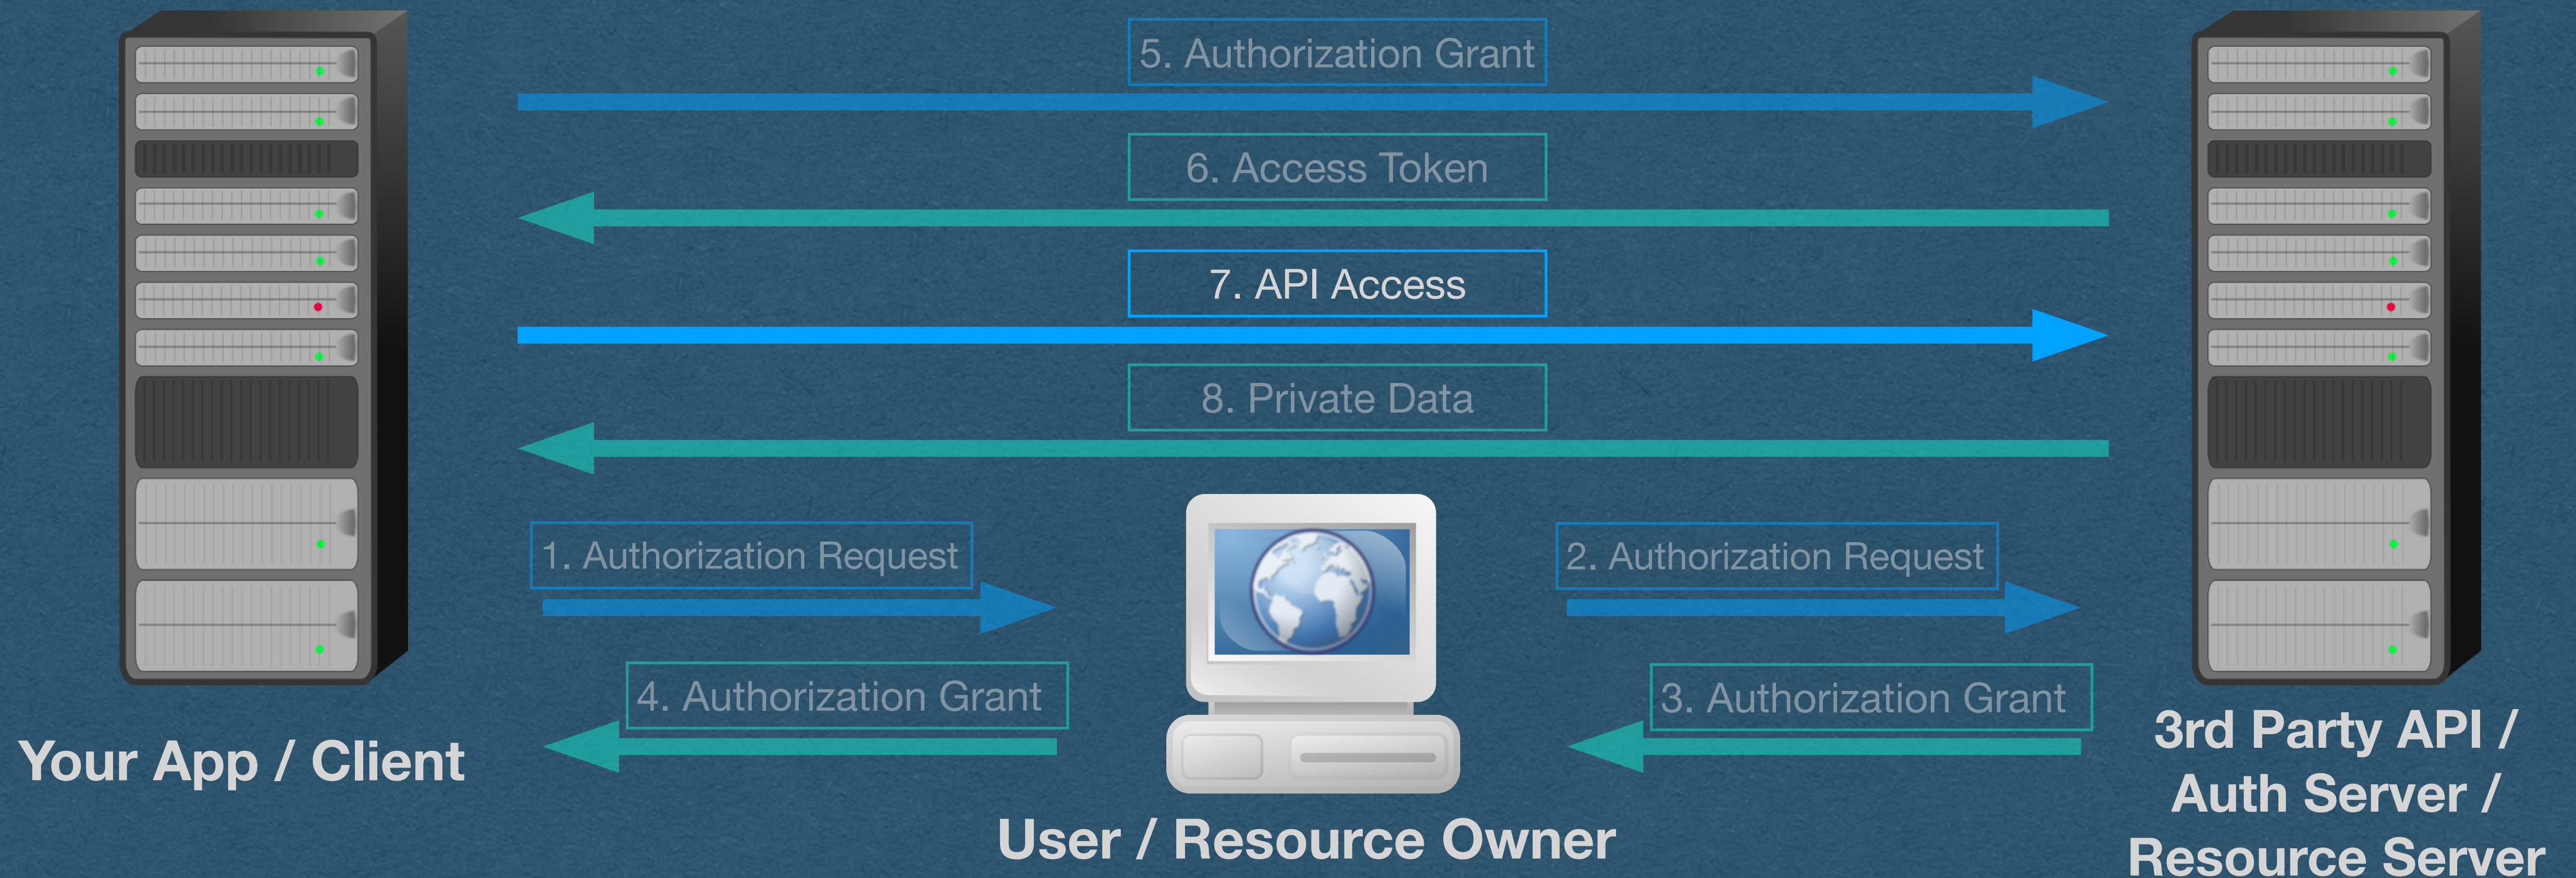 5. Authorization Grant
6. Access Token
7. API Access
8. Private Data
1. Authorization Request
2. Authorization Request
4. Authorization Grant
3. Authorization Grant
Your App / Client
User / Resource Owner
3rd Party API /
Auth Server /
Resource Server